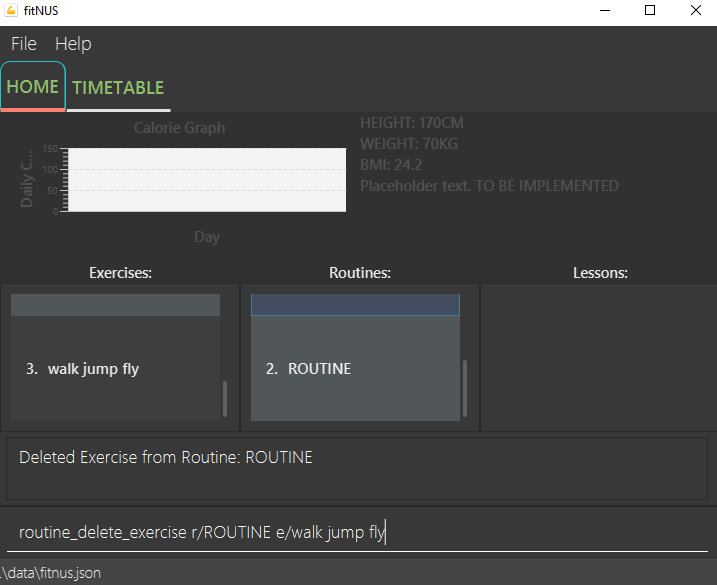 fitNUS
File Help
HOME TIMETABLE
Calorie Graph
Daily C...
150
100
50
0
Day
HEIGHT: 170CM
WEIGHT: 70KG
BMI: 24.2
Placeholder text. TO BE IMPLEMENTED
Exercises: Routines: Lessons:
3. walk jump fly
2. ROUTINE
Deleted Exercise from Routine: ROUTINE
routine_delete_exercise r/ROUTINE e/walk jump fly
.\data\fitnus.json